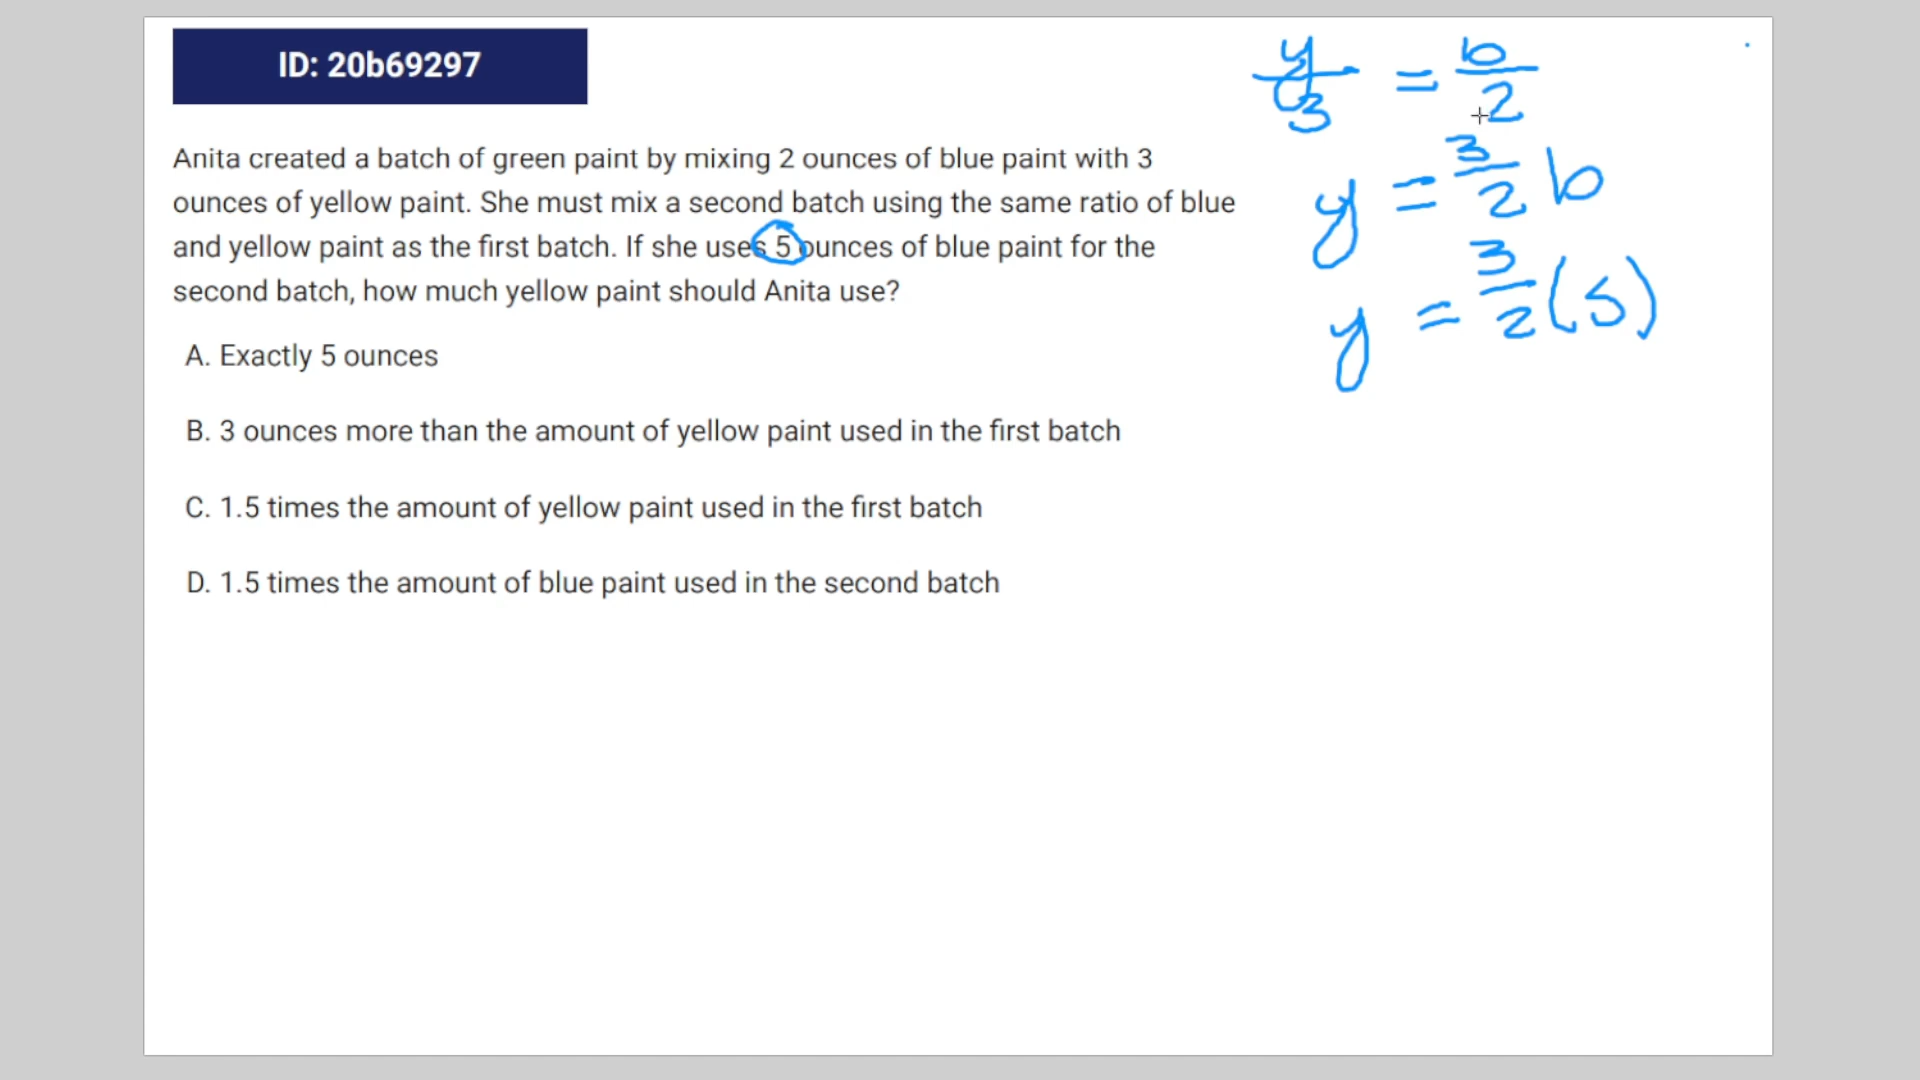 ID: 20b69297
Anita created a batch of green paint by mixing 2 ounces of blue paint with 3
ounces of yellow paint. She must mix a second batch using the same ratio of blue
and yellow paint as the first batch. If she uses 5 ounces of blue paint for the
second batch, how much yellow paint should Anita use?
A. Exactly 5 ounces
B. 3 ounces more than the amount of yellow paint used in the first batch
C. 1.5 times the amount of yellow paint used in the first batch
D. 1.5 times the amount of blue paint used in the second batch
y/3 = b/2
y = 3/2 b
y = 3/2 (5)